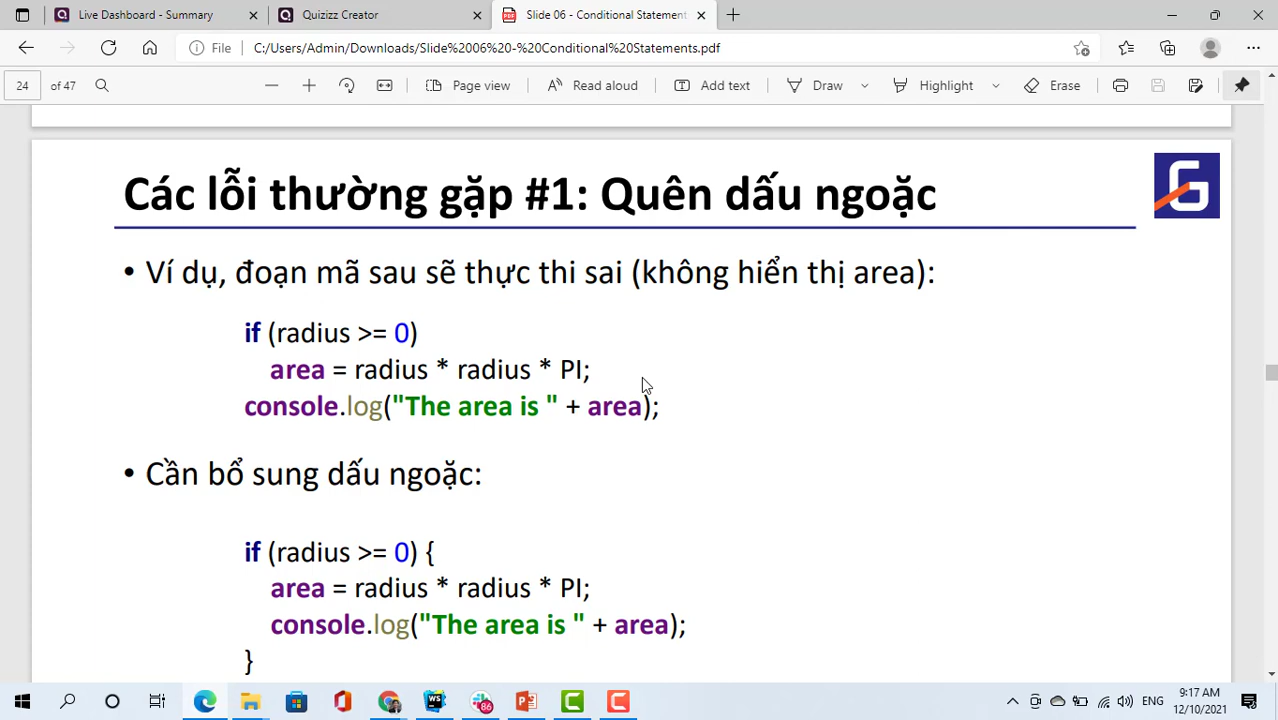 Live Dashboard - Summary
Quizizz Creator
Slide 06 - Conditional Statement
File
C:/Users/Admin/Downloads/Slide%2006%20-%20Conditional%20Statements.pdf
24 of 47
Page view
Read aloud
Add text
Draw
Highlight
Erase
Các lỗi thường gặp #1: Quên dấu ngoặc
G
• Ví dụ, đoạn mã sau sẽ thực thi sai (không hiển thị area):
if (radius >= 0)
area = radius * radius * PI;
console.log("The area is " + area);
• Cần bổ sung dấu ngoặc:
if (radius >= 0) {
area = radius * radius * PI;
console.log("The area is " + area);
}
86
ENG
9:17 AM
12/10/2021